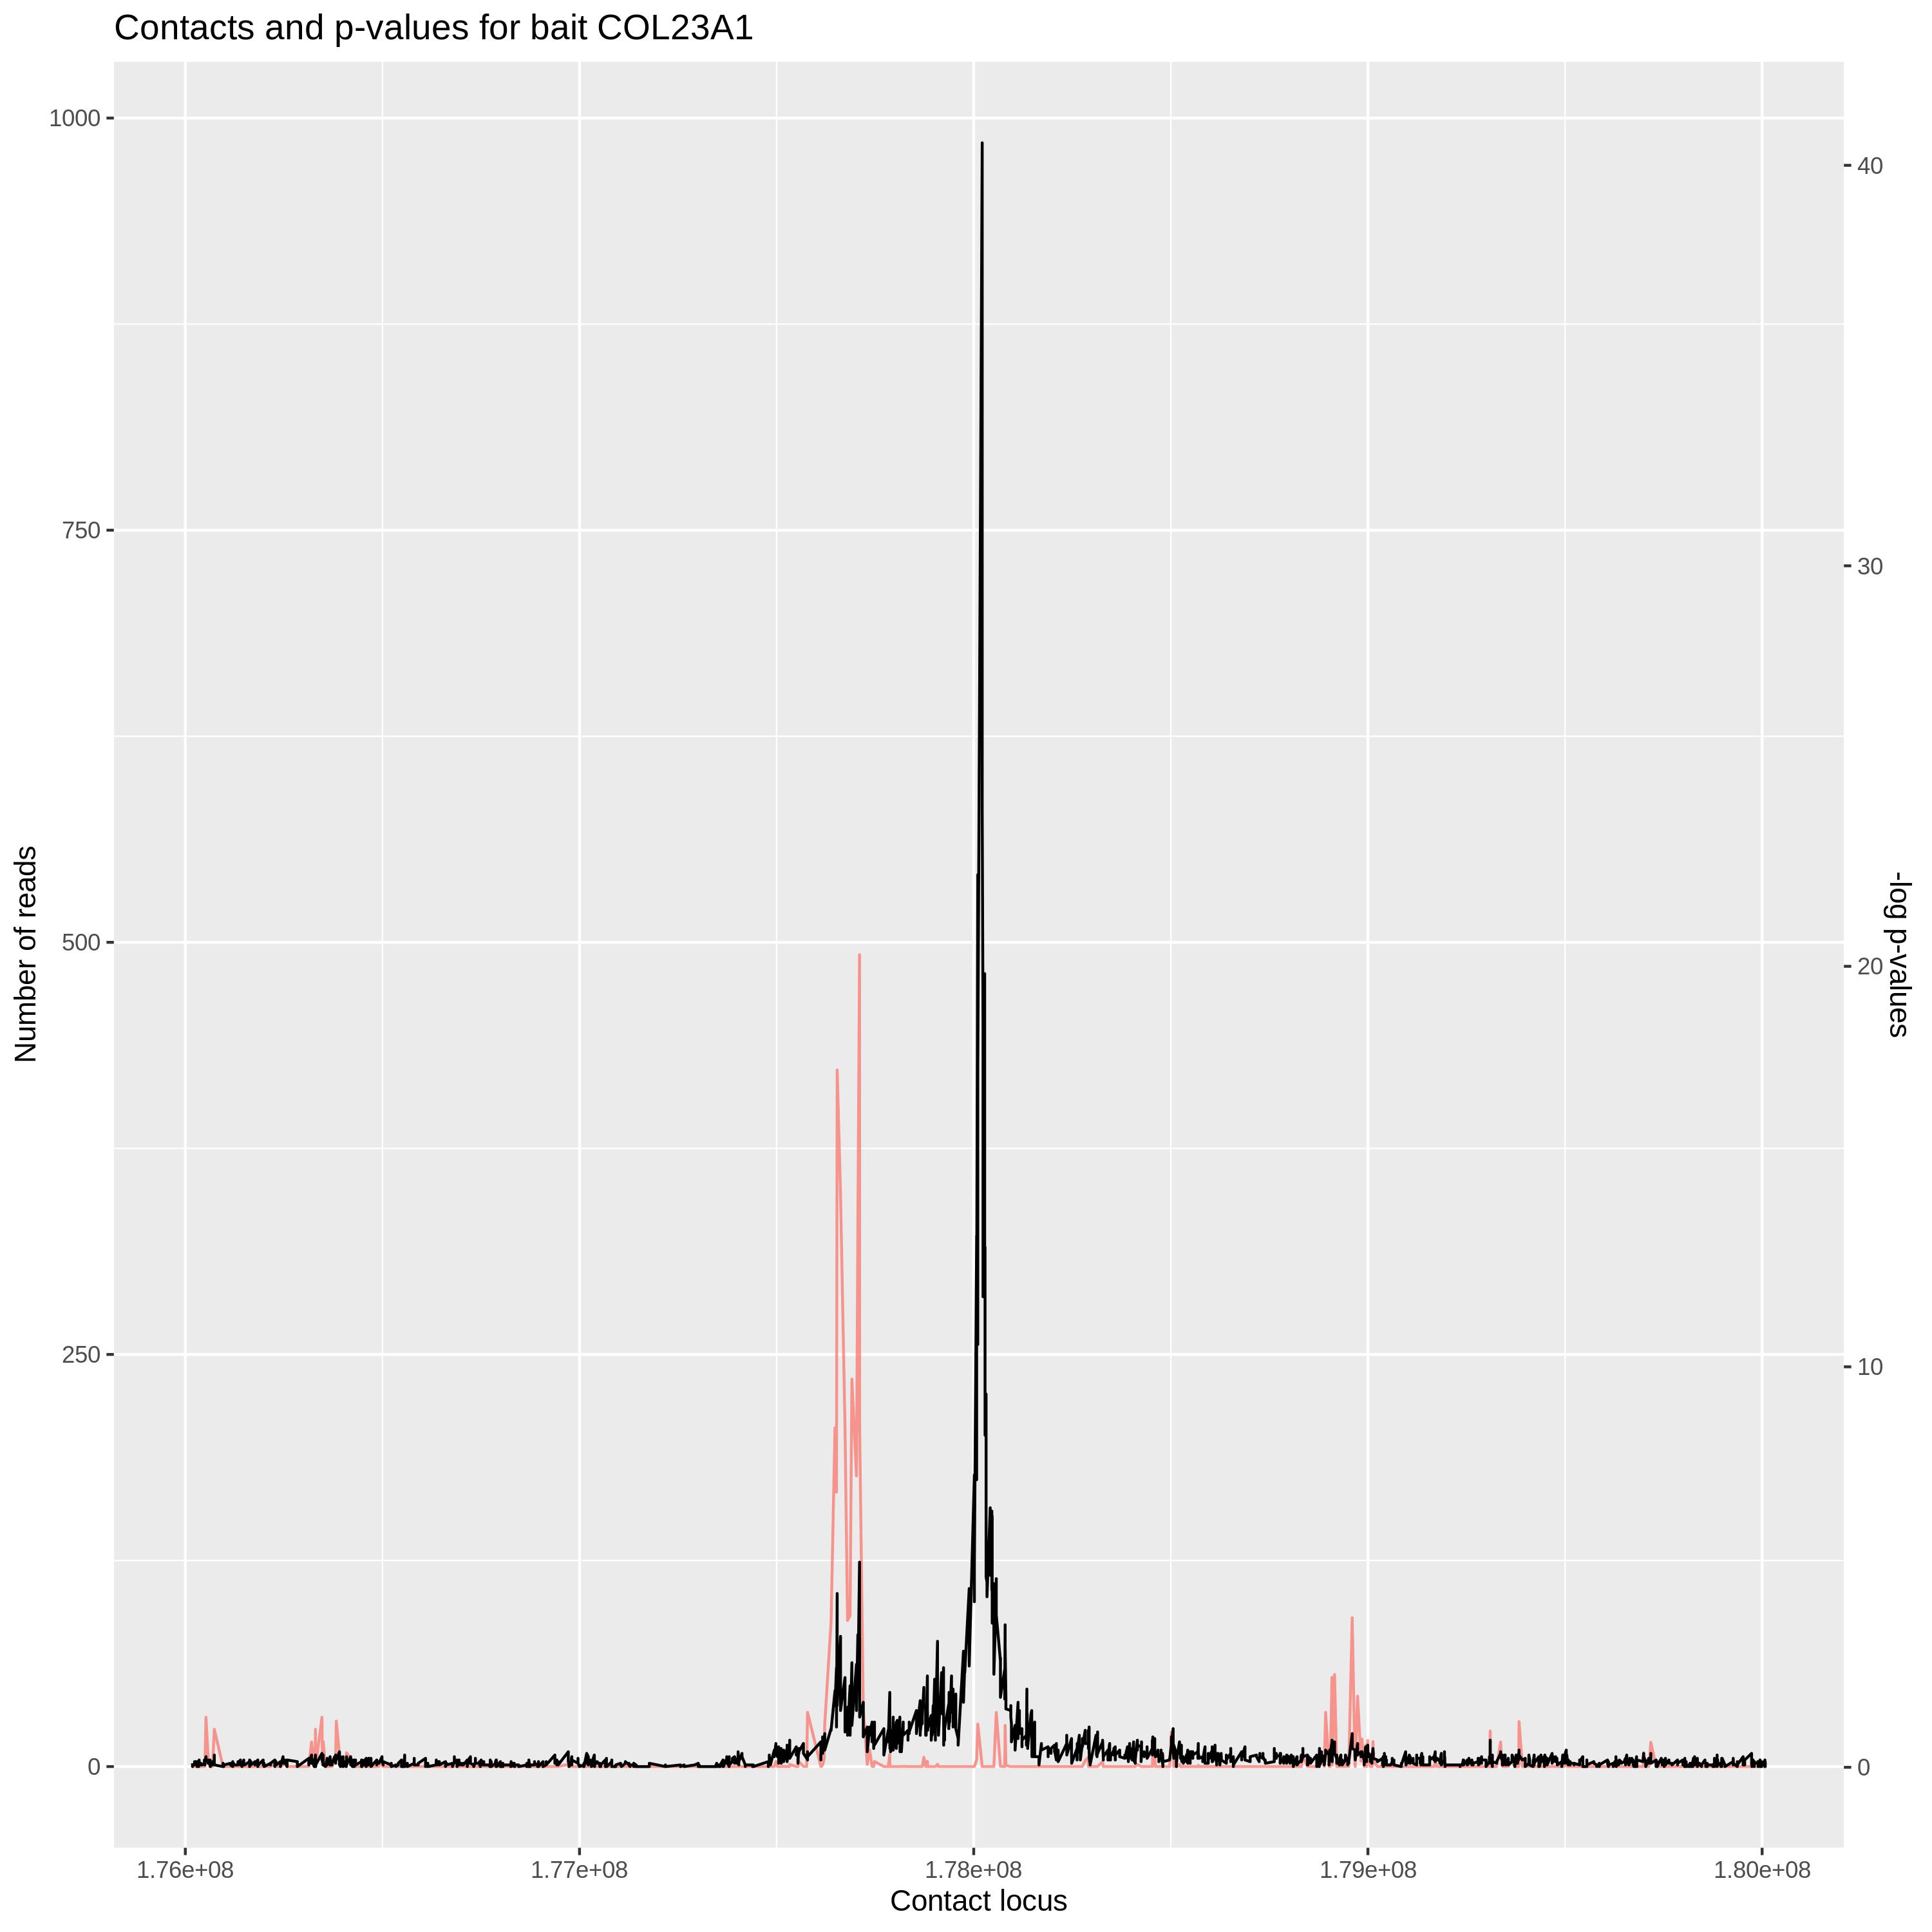 Contacts and p-values for bait COL23A1
1000
750
500
250
0
Number of reads
40
30
20
10
0
-log p-values
1.76e+08
1.77e+08
1.78e+08
1.79e+08
1.80e+08
Contact locus